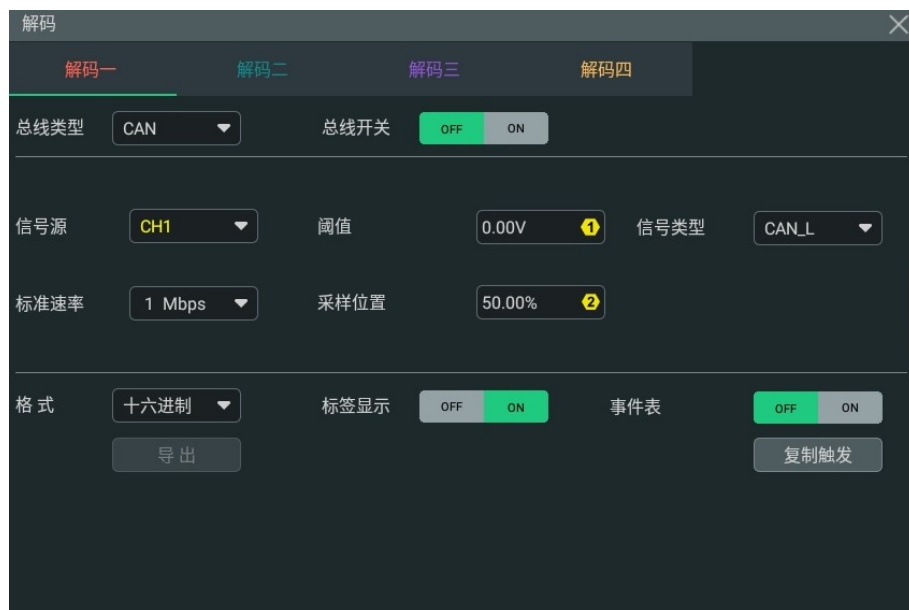 解码
解码一 解码二 解码三 解码四
总线类型 CAN 总线开关 OFF ON
信号源 CH1 阈值 0.00V 1 信号类型 CAN_L
标准速率 1 Mbps 采样位置 50.00% 2
格式 十六进制 标签显示 OFF ON 事件表 OFF ON
导出 复制触发